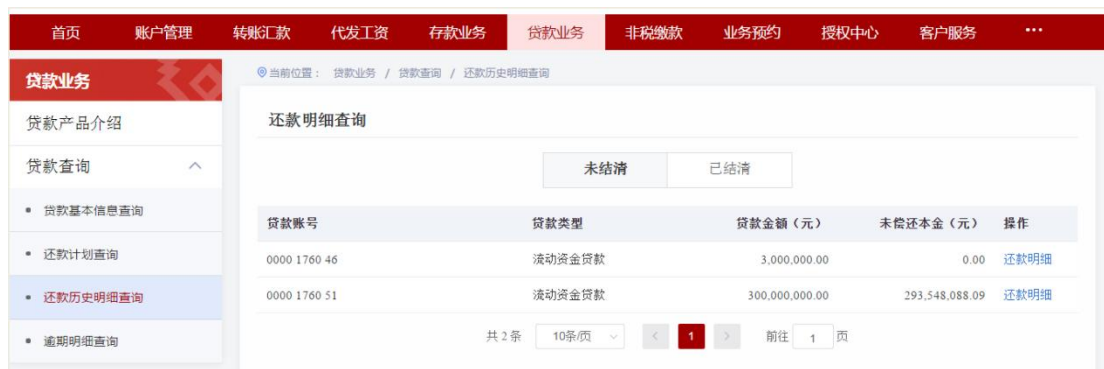 首页 账户管理 转账汇款 代发工资 存款业务 贷款业务 非税缴款 业务预约 授权中心 客户服务 ...
贷款业务
贷款产品介绍
贷款查询
贷款基本信息查询
还款计划查询
还款历史明细查询
逾期明细查询
当前位置： 贷款业务 / 贷款查询 / 还款历史明细查询
还款明细查询
未结清 已结清
贷款账号 贷款类型 贷款金额（元） 未偿还本金（元） 操作
0000 1760 46 流动资金贷款 3,000,000.00 0.00 还款明细
0000 1760 51 流动资金贷款 300,000,000.00 293,548,088.09 还款明细
共 2 条 10条/页 < 1 > 前往 1 页